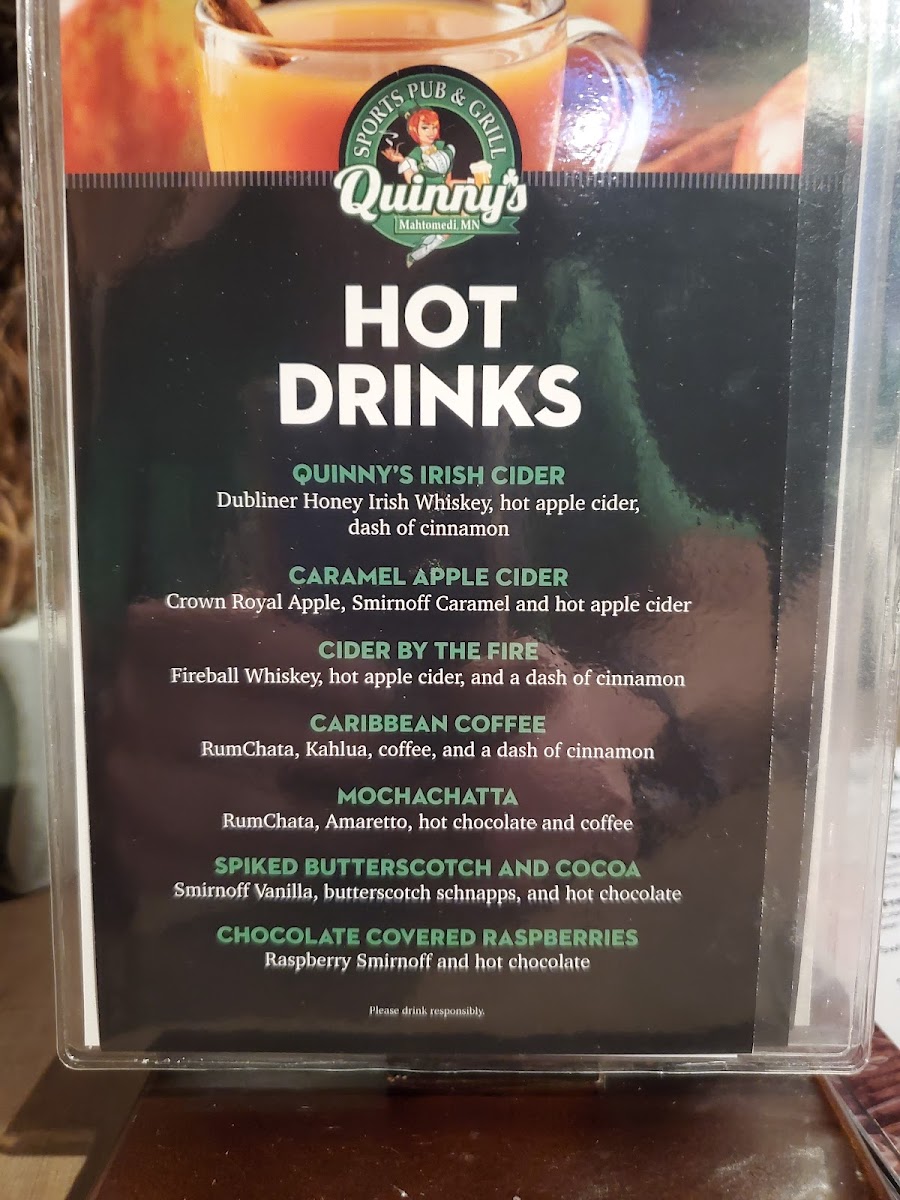 SPORTS PUB & GRILL
Quinny's
Mahtomedi, MN
HOT
DRINKS
QUINNY'S IRISH CIDER
Dubliner Honey Irish Whiskey, hot apple cider,
dash of cinnamon
CARAMEL APPLE CIDER
Crown Royal Apple, Smirnoff Caramel and hot apple cider
CIDER BY THE FIRE
Fireball Whiskey, hot apple cider, and a dash of cinnamon
CARIBBEAN COFFEE
RumChata, Kahlua, coffee, and a dash of cinnamon
MOCHACHATTA
RumChata, Amaretto, hot chocolate and coffee
SPIKED BUTTERSCOTCH AND COCOA
Smirnoff Vanilla, butterscotch schnapps, and hot chocolate
CHOCOLATE COVERED RASPBERRIES
Raspberry Smirnoff and hot chocolate
Please drink responsibly.